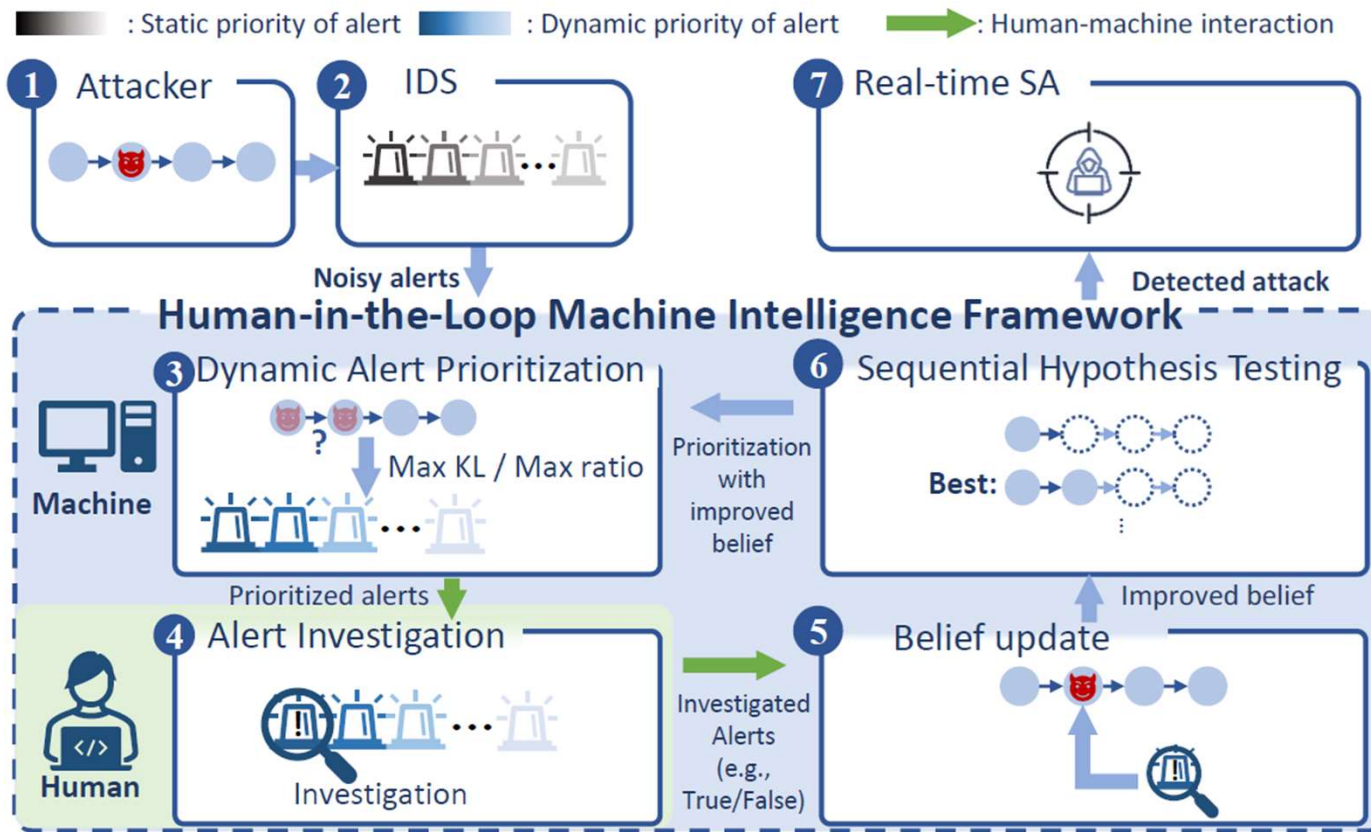 : Static priority of alert
: Dynamic priority of alert
: Human-machine interaction
1 Attacker
2 IDS
7 Real-time SA
Noisy alerts
Detected attack
Human-in-the-Loop Machine Intelligence Framework
3 Dynamic Alert Prioritization
?
Max KL / Max ratio
...
Machine
Prioritization
with
improved
belief
6 Sequential Hypothesis Testing
Best:
Prioritized alerts
Improved belief
4 Alert Investigation
!
...
Investigation
</>
Human
Investigated
Alerts
(e.g.,
True/False)
5 Belief update
!